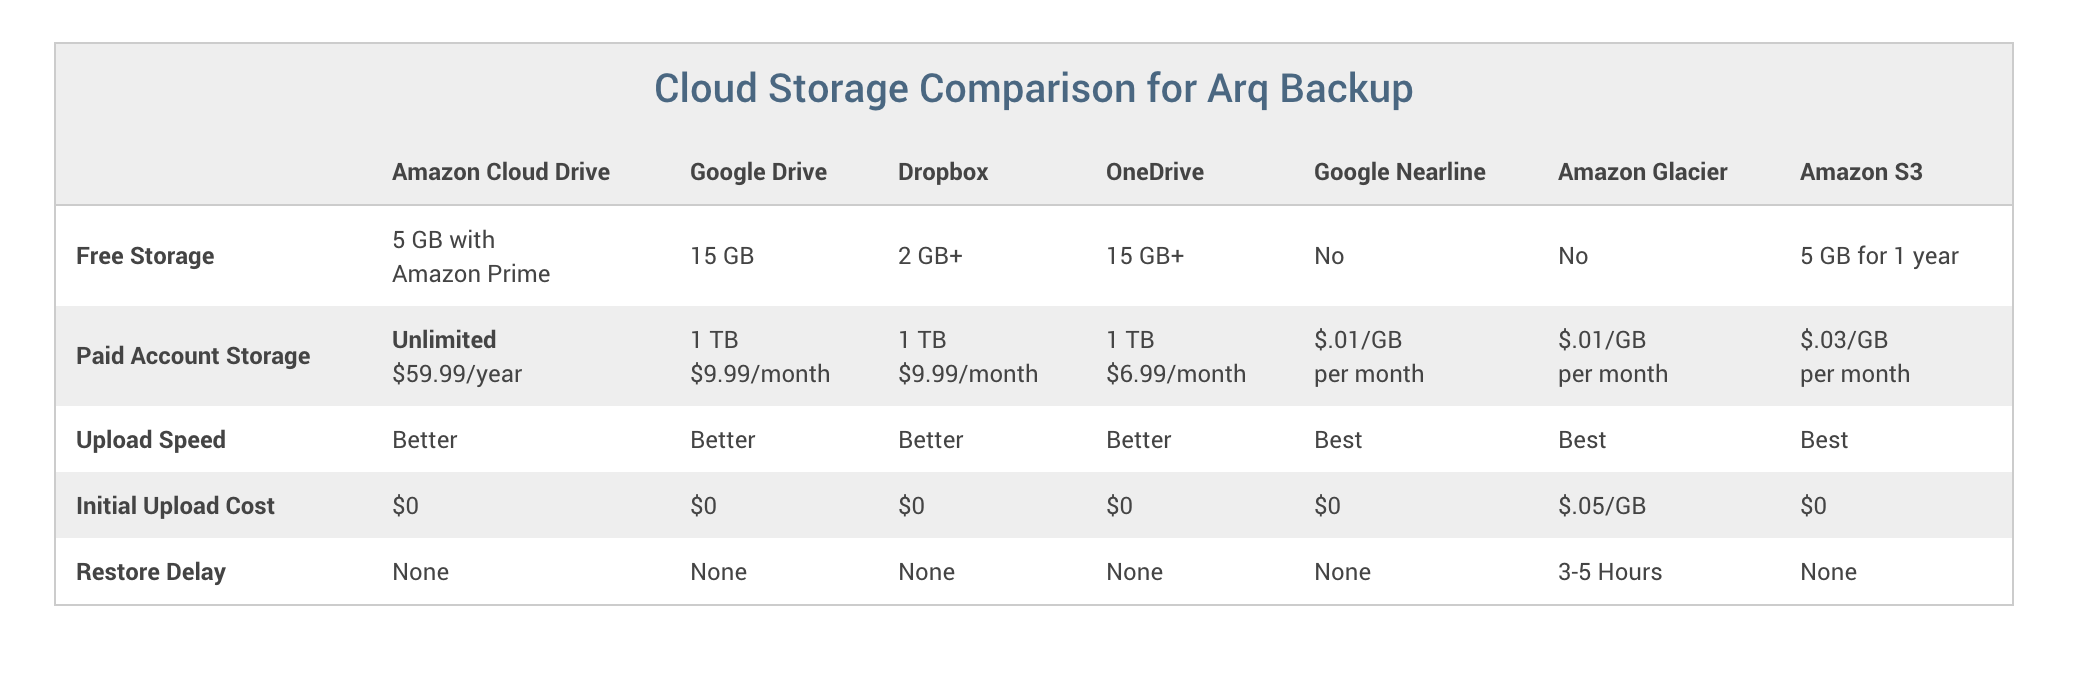 Cloud Storage Comparison for Arq Backup
Amazon Cloud Drive Google Drive Dropbox OneDrive Google Nearline Amazon Glacier Amazon S3
Free Storage 5 GB with Amazon Prime 15 GB 2 GB+ 15 GB+ No No 5 GB for 1 year
Paid Account Storage Unlimited $59.99/year 1 TB $9.99/month 1 TB $9.99/month 1 TB $6.99/month $.01/GB per month $.01/GB per month $.03/GB per month
Upload Speed Better Better Better Better Best Best Best
Initial Upload Cost $0 $0 $0 $0 $0 $.05/GB $0
Restore Delay None None None None None 3-5 Hours None